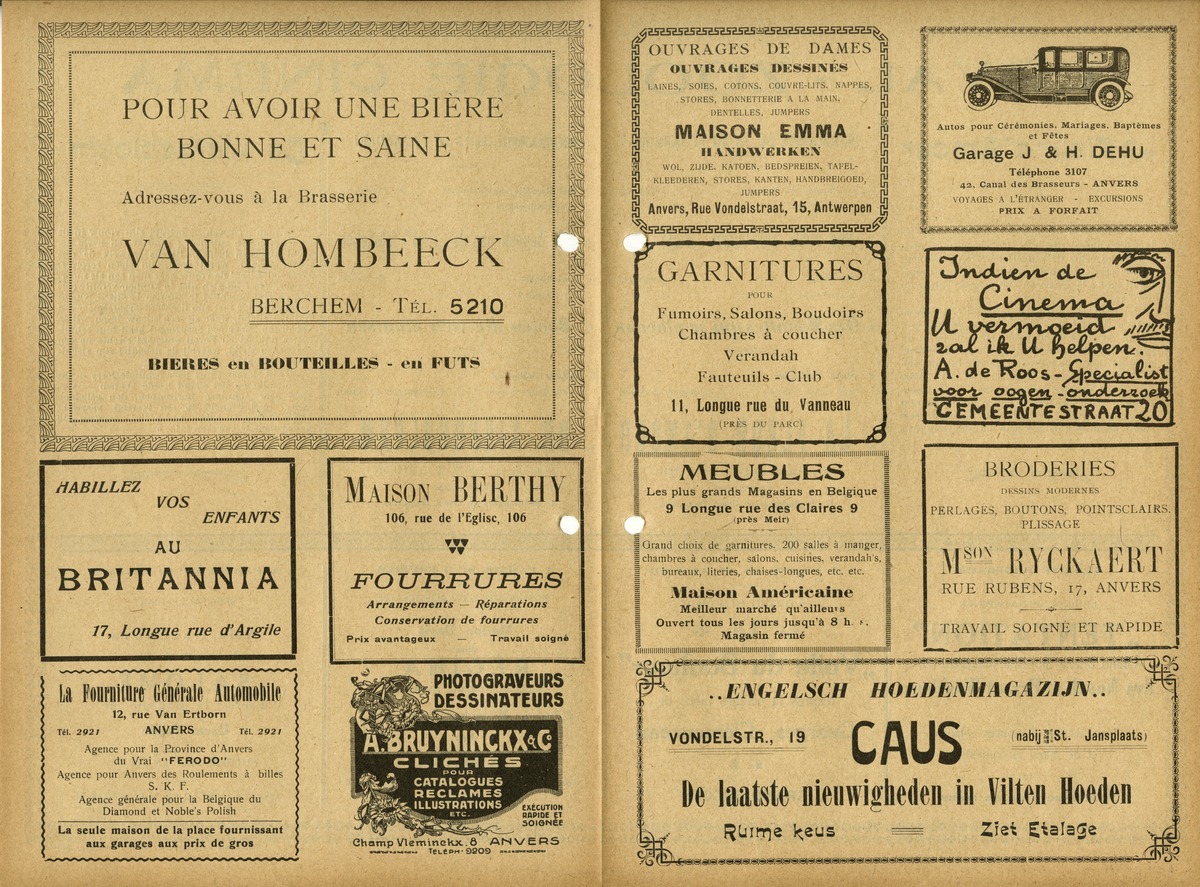 POUR AVOIR UNE BIÈRE
BONNE ET SAINE
Adressez-vous à la Brasserie
VAN HOMBEECK
BERCHEM - TÉL. 5210
BIERES en BOUTEILLES - en FUTS
HABILLEZ
VOS
ENFANTS
AU
BRITANNIA
17, Longue rue d'Argile
MAISON BERTHY
106, rue de l'Eglise, 106
FOURRURES
Arrangements — Réparations
Conservation de fourrures
Prix avantageux — Travail soigné
La Fourniture Générale Automobile
12, rue Van Ertborn
Tél. 2921 ANVERS Tél. 2921
Agence pour la Province d'Anvers
du Vrai "FERODO"
Agence pour Anvers des Roulements à billes
S. K. F.
Agence générale pour la Belgique du
Diamond et Noble's Polish
La seule maison de la place fournissant
aux garages aux prix de gros
PHOTOGRAVEURS
DESSINATEURS
A. BRUYNINCKX & Co
CLICHÉS
POUR
CATALOGUES
RECLAMES
ILLUSTRATIONS
ETC.
EXÉCUTION
RAPIDE ET
SOIGNÉE
Champ Vleminckx. 8 ANVERS
TÉLÉPH: 9209
OUVRAGES DE DAMES
OUVRAGES DESSINÉS
LAINES, SOIES, COTONS, COUVRE-LITS, NAPPES,
STORES, BONNETTERIE A LA MAIN,
DENTELLES, JUMPERS
MAISON EMMA
HANDWERKEN
WOL, ZIJDE, KATOEN, BEDSPREIEN, TAFEL-
KLEEDEREN, STORES, KANTEN, HANDBREIGOED,
JUMPERS
Anvers, Rue Vondelstraat, 15, Antwerpen
Autos pour Cérémonies, Mariages, Baptèmes
et Fêtes
Garage J & H. DEHU
Téléphone 3107
42, Canal des Brasseurs - ANVERS
VOYAGES A L'ÉTRANGER - EXCURSIONS
PRIX A FORFAIT
GARNITURES
POUR
Fumoirs, Salons, Boudoirs
Chambres à coucher
Verandah
Fauteuils - Club
11, Longue rue du Vanneau
(PRÈS DU PARC)
Indien de
Cinema
U vermoeid
zal ik U helpen.
A. de Roos - Specialist
voor oogen-onderzoek
GEMEENTESTRAAT 20
MEUBLES
Les plus grands Magasins en Belgique
9 Longue rue des Claires 9
(près Meir)
Grand choix de garnitures. 200 salles à manger,
chambres à coucher, salons, cuisines, verandah's,
bureaux, literies, chaises-longues, etc. etc.
Maison Américaine
Meilleur marché qu'ailleurs
Ouvert tous les jours jusqu'à 8 h.
Magasin fermé
BRODERIES
DESSINS MODERNES
PERLAGES, BOUTONS, POINTSCLAIRS.
PLISSAGE
MSON RYCKAERT
RUE RUBENS, 17, ANVERS
TRAVAIL SOIGNÉ ET RAPIDE
..ENGELSCH HOEDENMAGAZIJN..
VONDELSTR., 19 CAUS (nabij St. Jansplaats)
De laatste nieuwigheden in Vilten Hoeden
Ruime keus Ziet Etalage